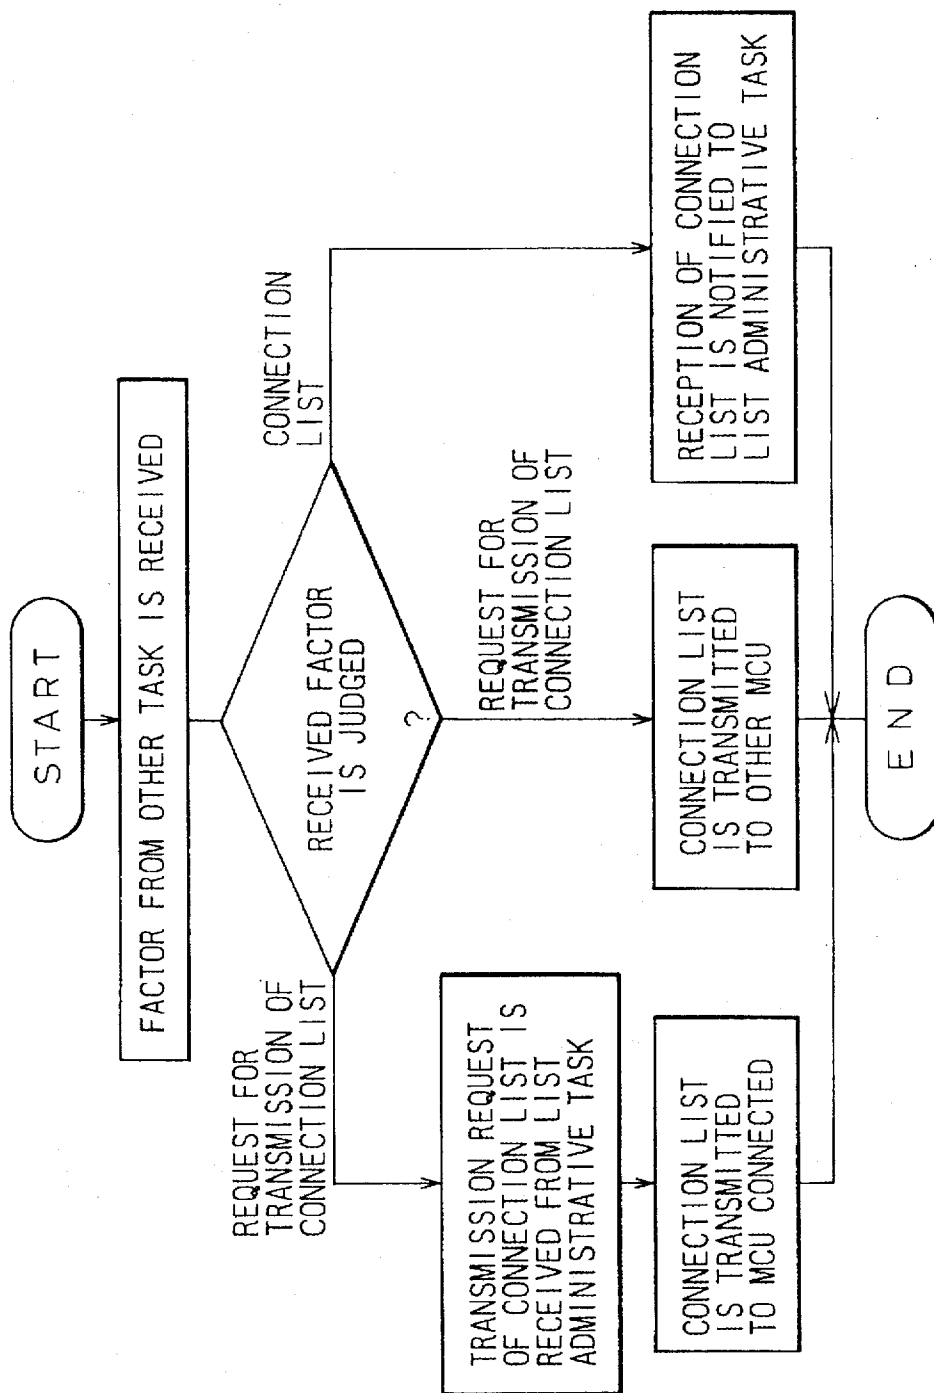 START
FACTOR FROM OTHER TASK IS RECEIVED
RECEIVED FACTOR
IS JUDGED
?
REQUEST FOR
TRANSMISSION OF
CONNECTION LIST
REQUEST FOR
TRANSMISSION OF
CONNECTION LIST
CONNECTION
LIST
TRANSMISSION REQUEST
OF CONNECTION LIST IS
RECEIVED FROM LIST
ADMINISTRATIVE TASK
CONNECTION LIST
IS TRANSMITTED
TO MCU CONNECTED
CONNECTION LIST
IS TRANSMITTED
TO OTHER MCU
RECEPTION OF CONNECTION
LIST IS NOTIFIED TO
LIST ADMINISTRATIVE TASK
END